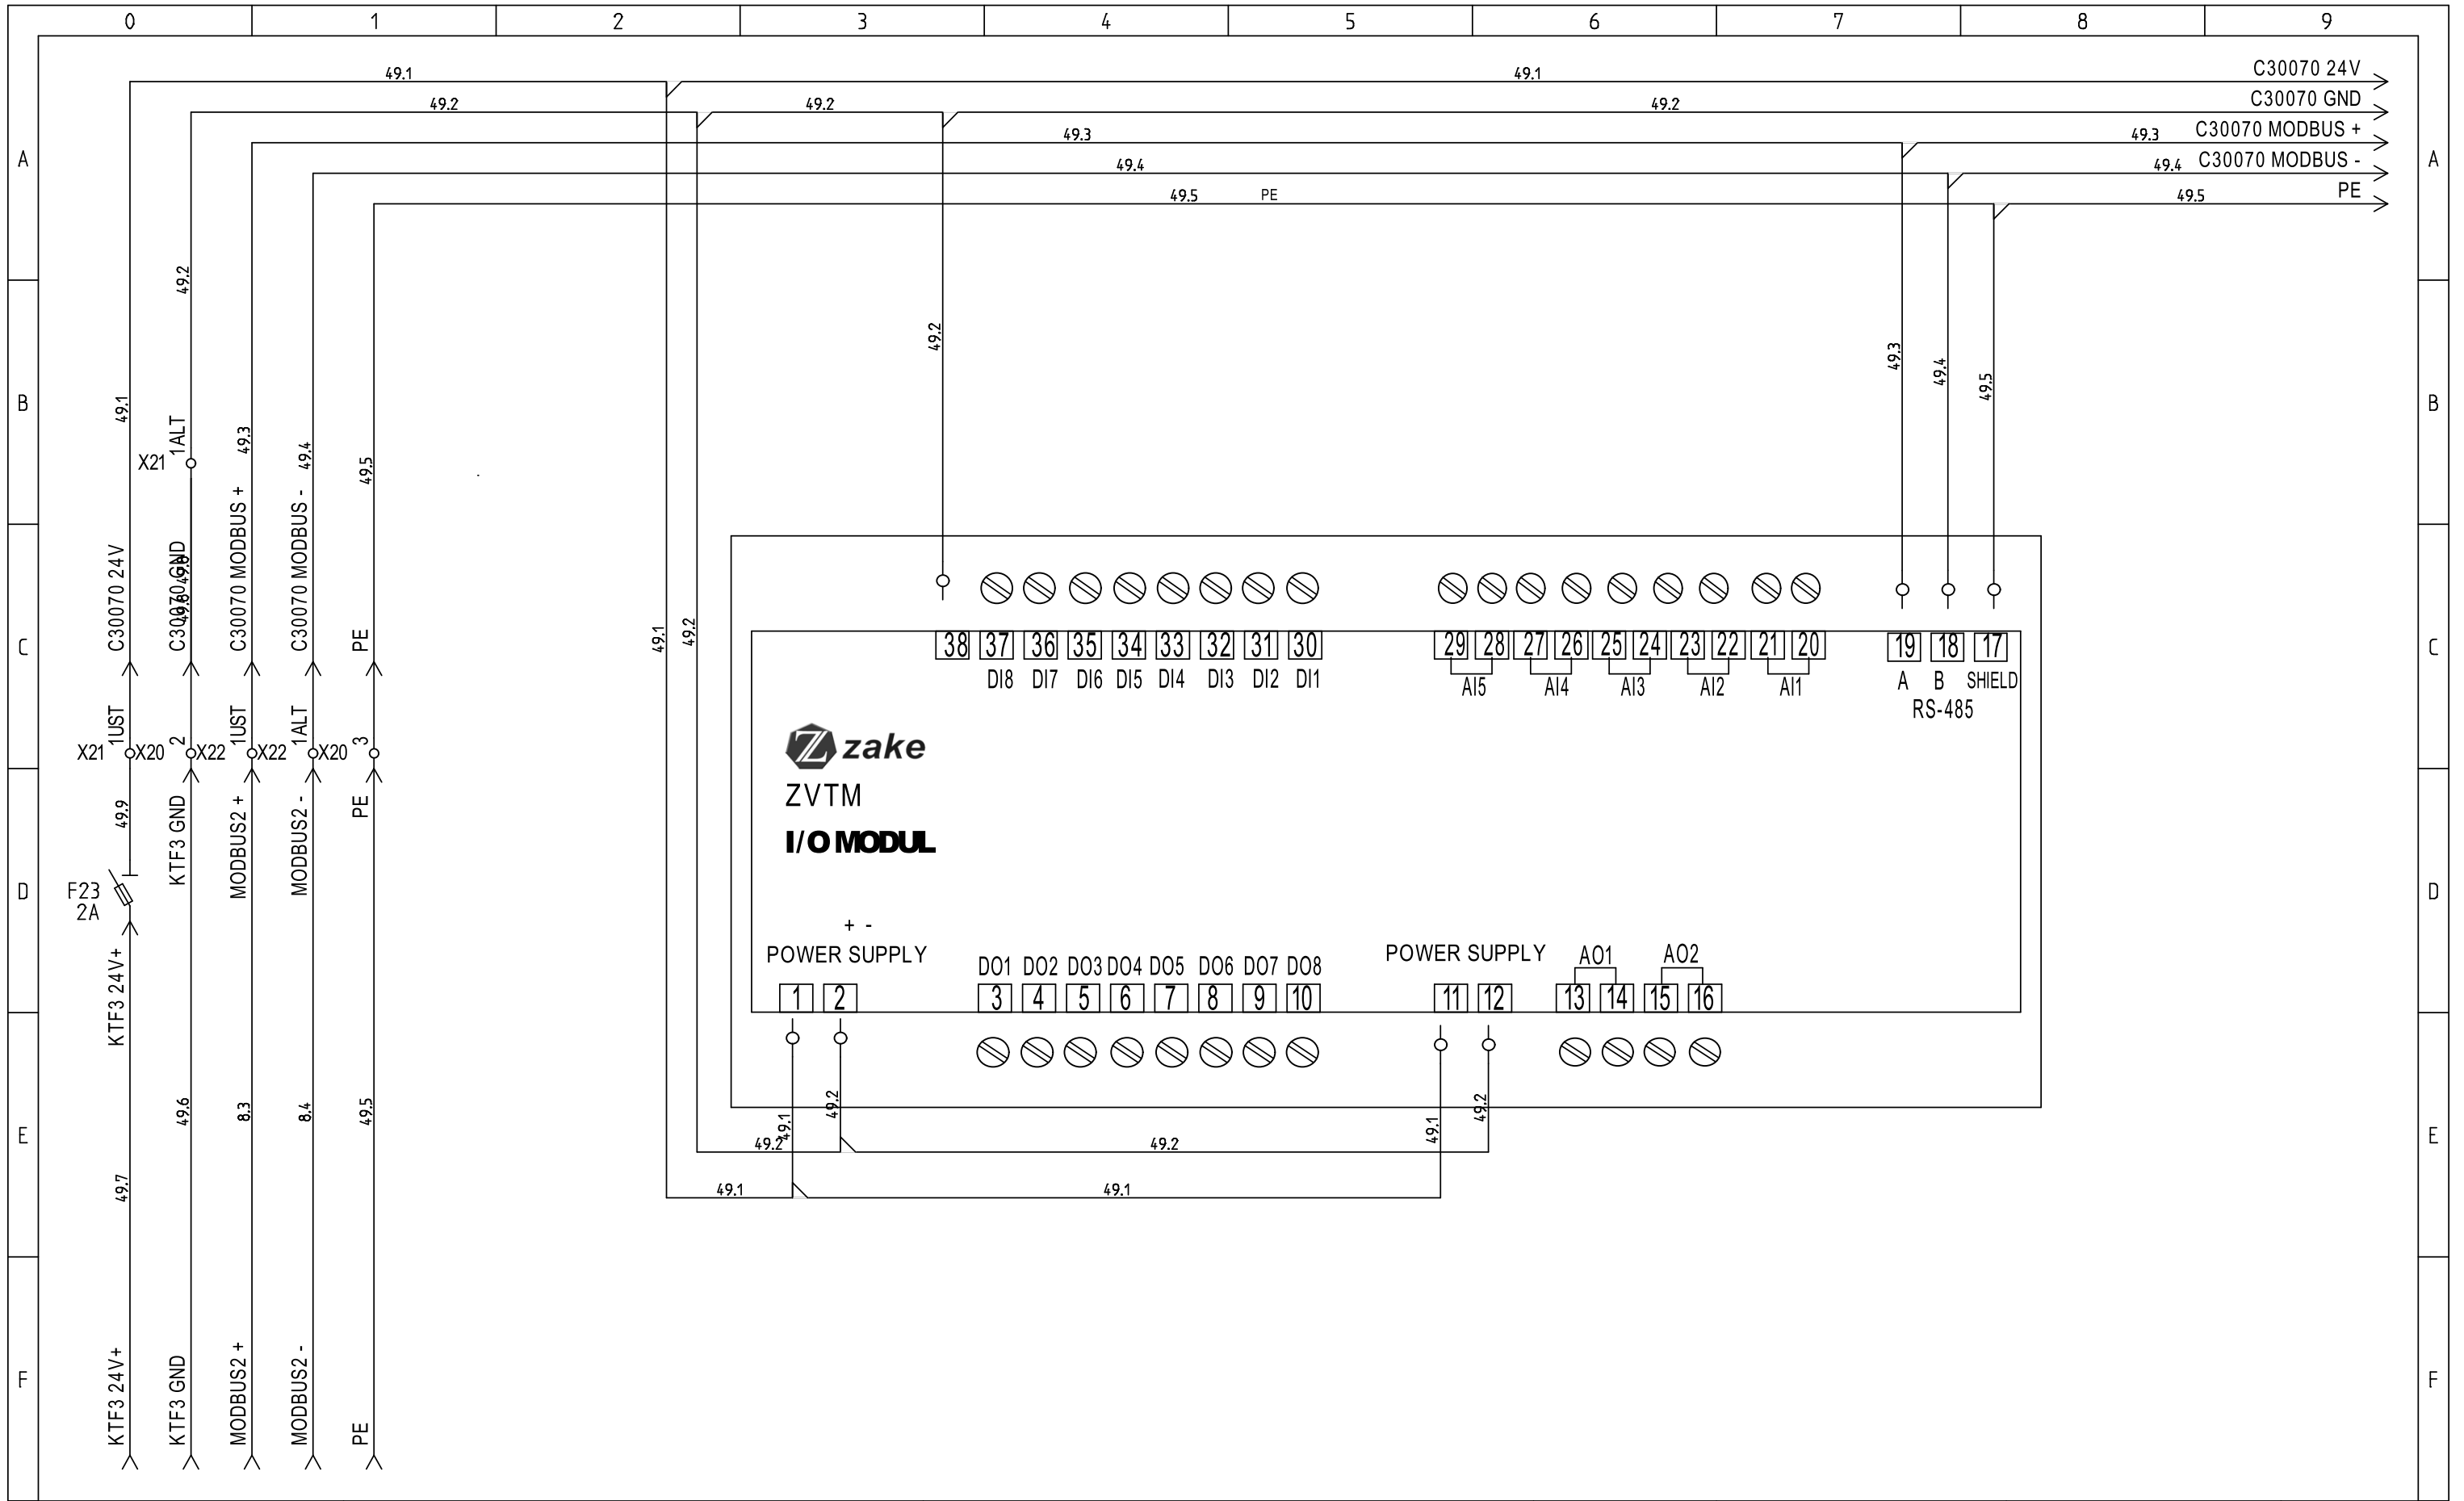 0 1 2 3 4 5 6 7 8 9
49.1 49.1 C30070 24V
49.2 49.2 49.2 C30070 GND
49.3 49.3 C30070 MODBUS +
A 49.4 49.4 C30070 MODBUS - A
49.5 PE 49.5 PE
49.2
49.2
49.3
49.4
49.5
B 49.1 B
1ALT
49.3
49.4
49.5
X21
C30070 24V
C30070 GND
C30070 MODBUS +
C30070 MODBUS -
PE
49.1
49.2
C 38 37 36 35 34 33 32 31 30 29 28 27 26 25 24 23 22 21 20 19 18 17 C
DI8 DI7 DI6 DI5 DI4 DI3 DI2 DI1 AI5 AI4 AI3 AI2 AI1 A B SHIELD
RS-485
1UST 2 1UST 1ALT 3
X21 X20 X22 X22 X20
zake
ZVTM
I/O MODUL
49.9
KTF3 GND
MODBUS2 +
MODBUS2 -
PE
D F23 D
2A
+ -
POWER SUPPLY POWER SUPPLY AO1 AO2
DO1 DO2 DO3 DO4 DO5 DO6 DO7 DO8
1 2 3 4 5 6 7 8 9 10 11 12 13 14 15 16
KTF3 24V+
49.6
8.3
8.4
49.5
49.1
49.2
49.1
49.2
E E
49.2 49.2
49.7
49.1 49.1
F F
KTF3 24V+
KTF3 GND
MODBUS2 +
MODBUS2 -
PE